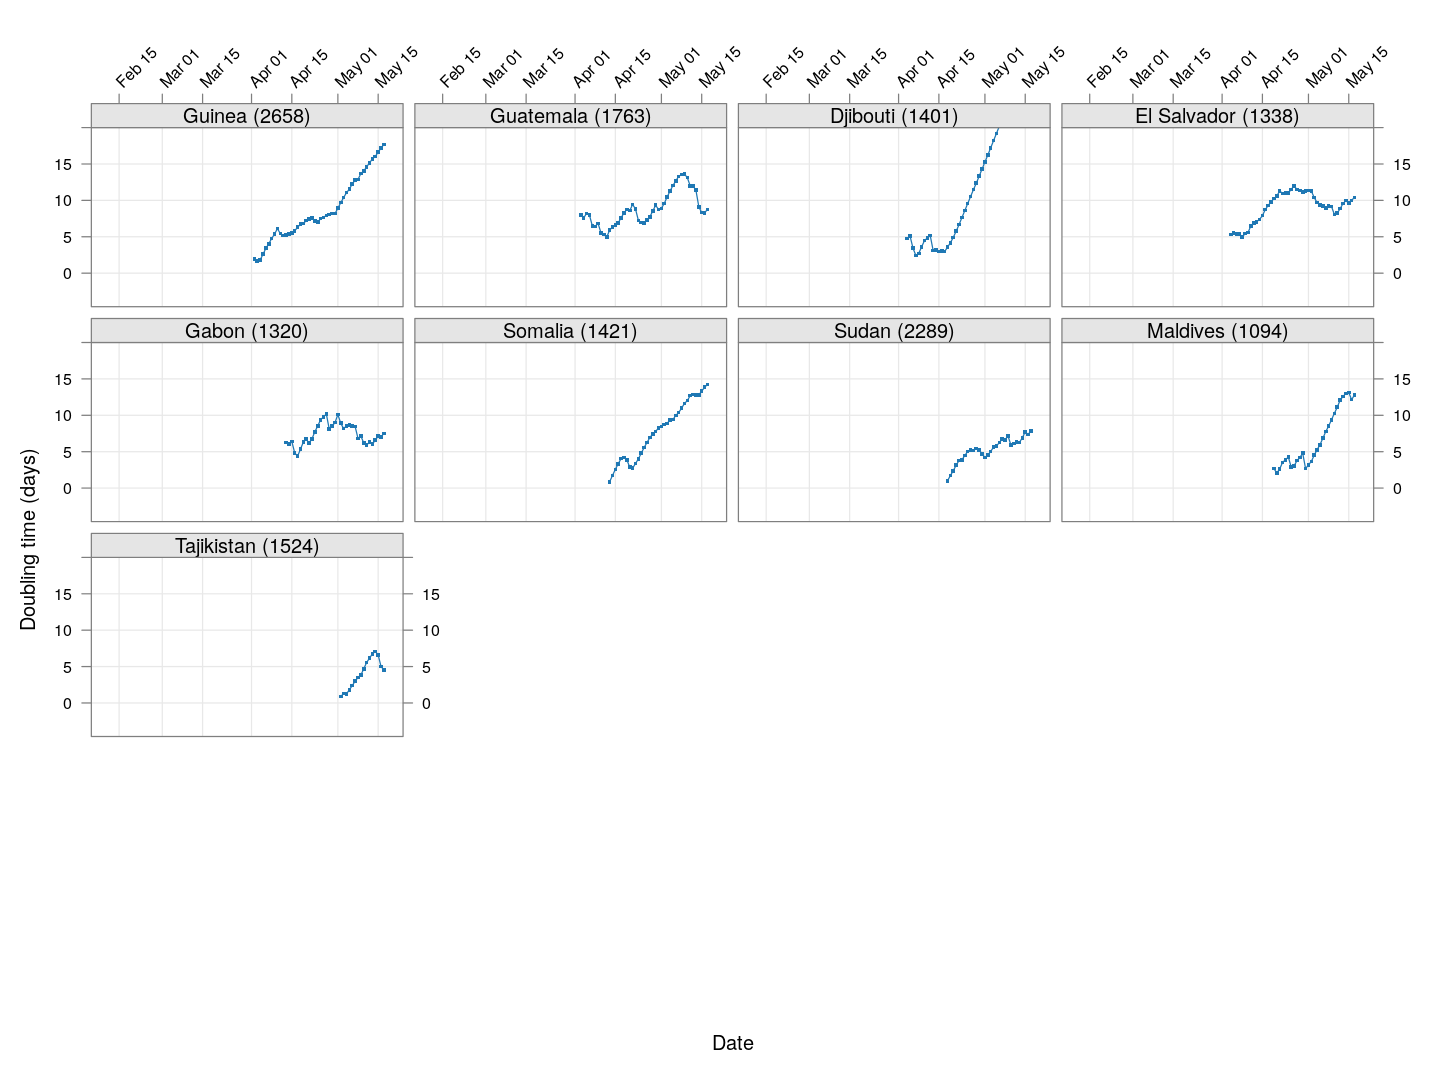 Feb 15 Mar 01 Mar 15 Apr 01 Apr 15 May 01 May 15 Feb 15 Mar 01 Mar 15 Apr 01 Apr 15 May 01 May 15 Feb 15 Mar 01 Mar 15 Apr 01 Apr 15 May 01 May 15 Feb 15 Mar 01 Mar 15 Apr 01 Apr 15 May 01 May 15
Guinea (2658) Guatemala (1763) Djibouti (1401) El Salvador (1338)
15 15
10 10
5 5
0 0
Gabon (1320) Somalia (1421) Sudan (2289) Maldives (1094)
15 15
10 10
5 5
0 0
Doubling time (days)
Tajikistan (1524)
15 15
10 10
5 5
0 0
Date